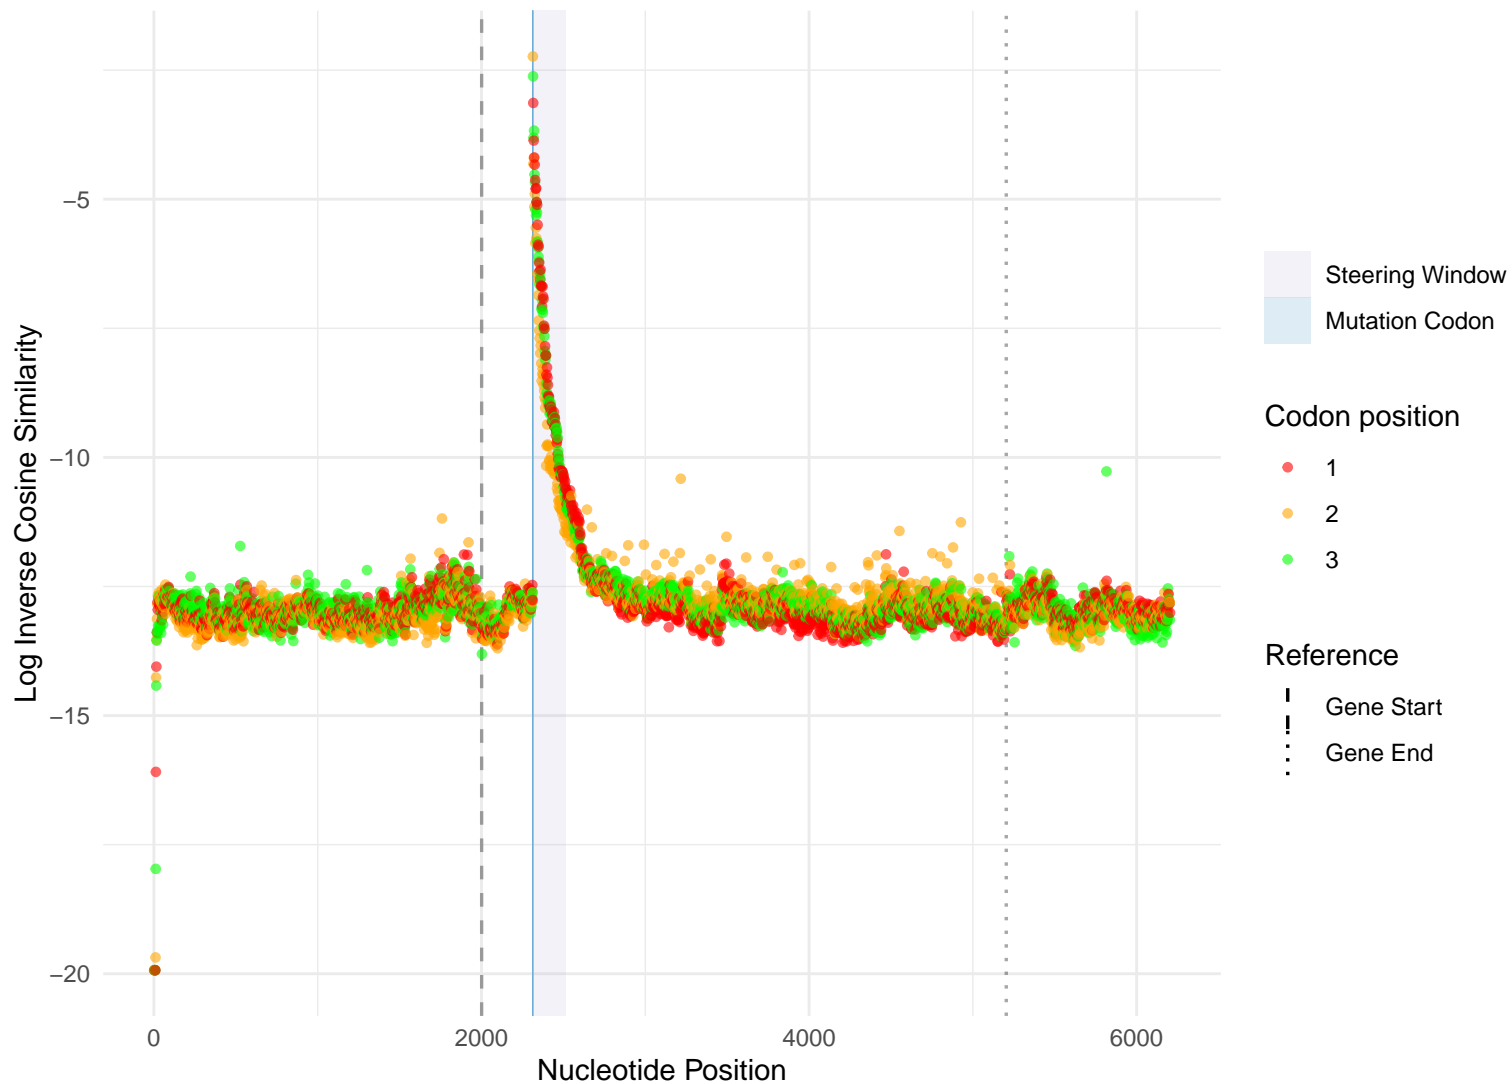 Log Inverse Cosine Similarity
−5
−10
−15
−20
0
2000
4000
6000
Nucleotide Position
Steering Window
Mutation Codon
Codon position
1
2
3
Reference
Gene Start
Gene End